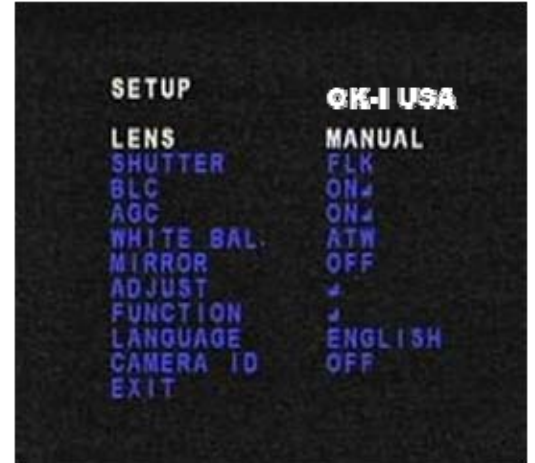 SETUP OK-I USA
LENS MANUAL
SHUTTER FLK
BLC ON↲
AGC ON↲
WHITE BAL. ATW
MIRROR OFF
ADJUST ↲
FUNCTION ↲
LANGUAGE ENGLISH
CAMERA ID OFF
EXIT